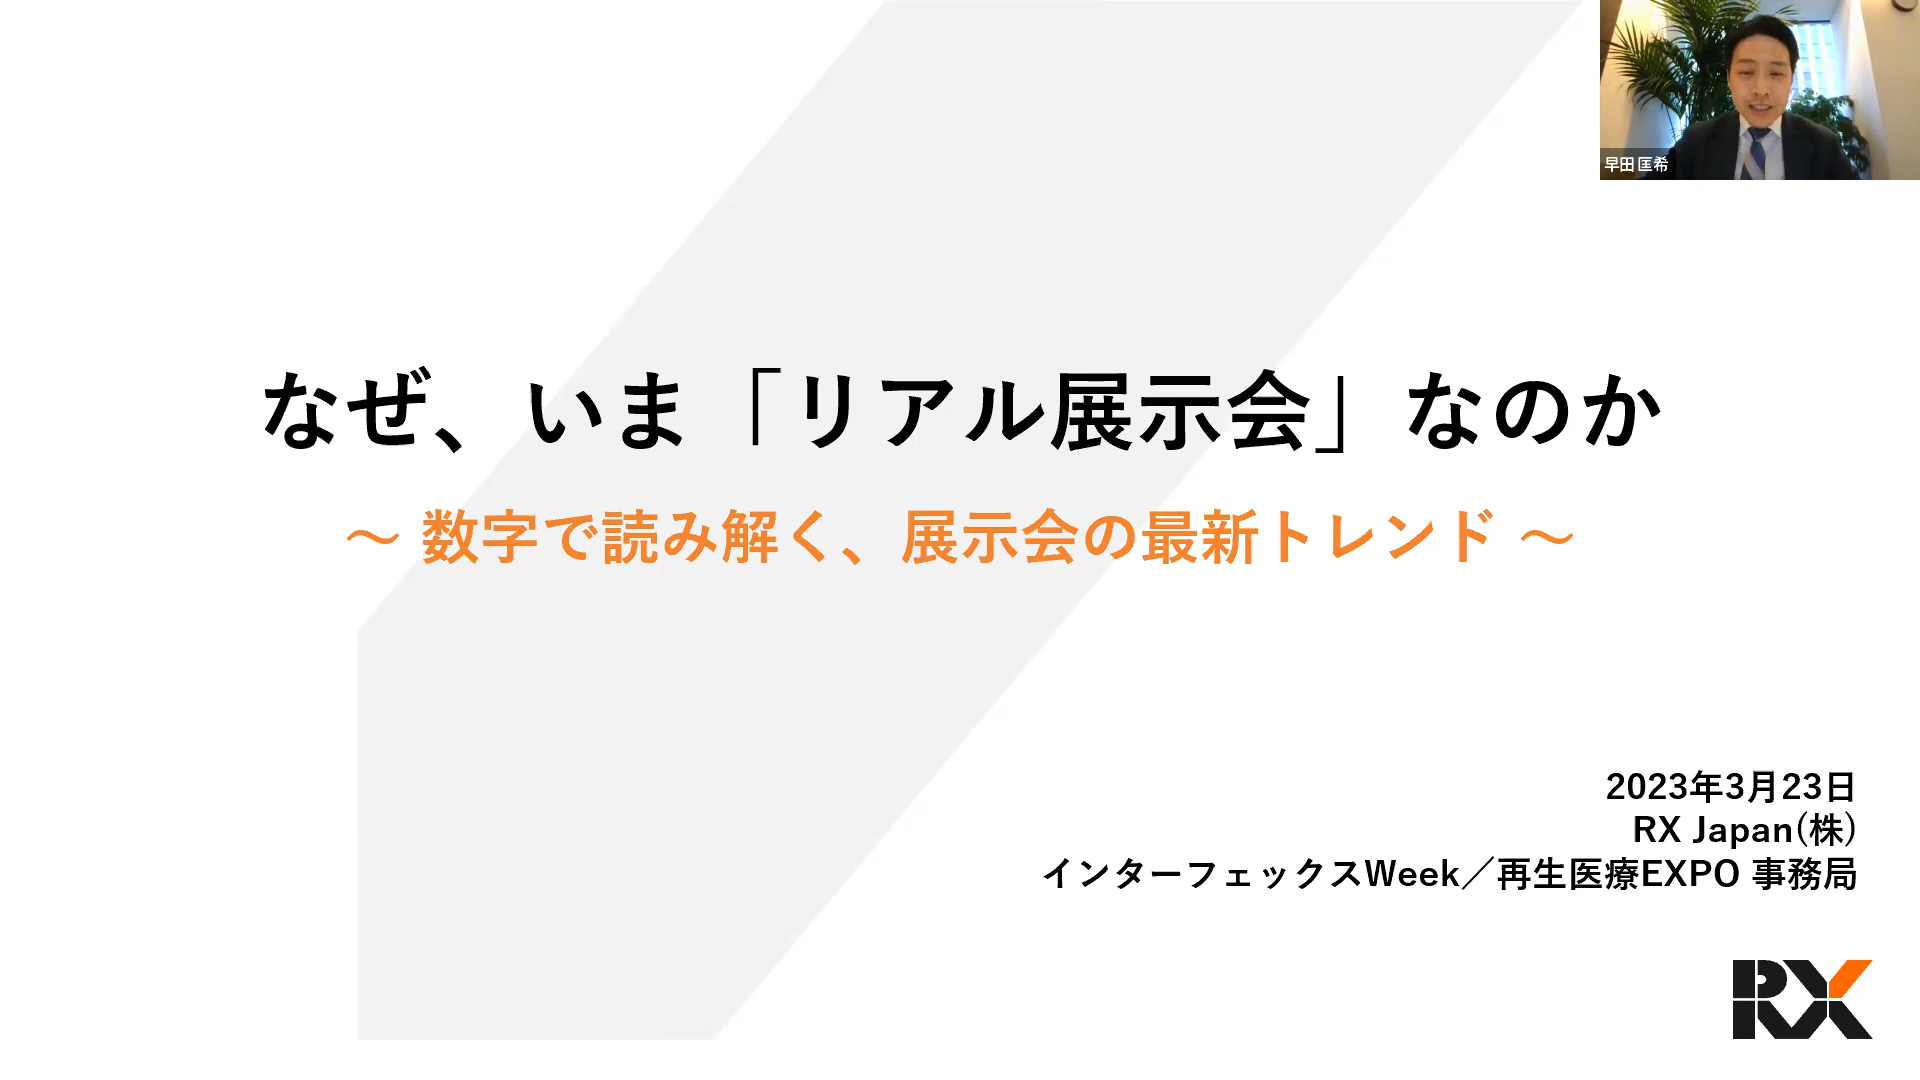 早田 匡希
なぜ、いま「リアル展示会」なのか
～ 数字で読み解く、展示会の最新トレンド ～
2023年3月23日
RX Japan(株)
インターフェックスWeek／再生医療EXPO 事務局
RX